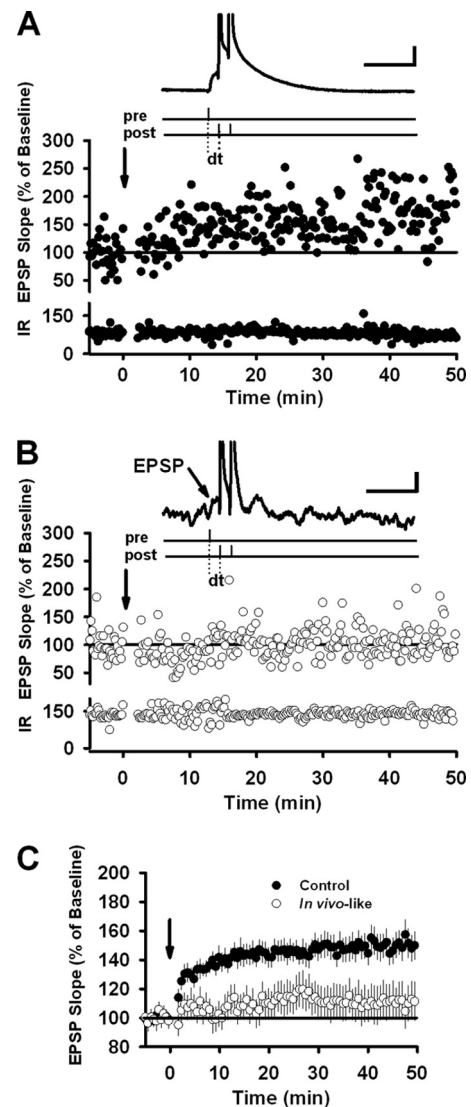 A
pre
post
dt
EPSP Slope (% of Baseline)
300
250
200
150
100
50
IR
150
0
0 10 20 30 40 50
Time (min)
B
EPSP
pre
post
dt
EPSP Slope (% of Baseline)
300
250
200
150
100
50
IR
150
0
0 10 20 30 40 50
Time (min)
C
EPSP Slope (% of Baseline)
200
180
160
140
120
100
80
Control
In vivo-like
0 10 20 30 40 50
Time (min)